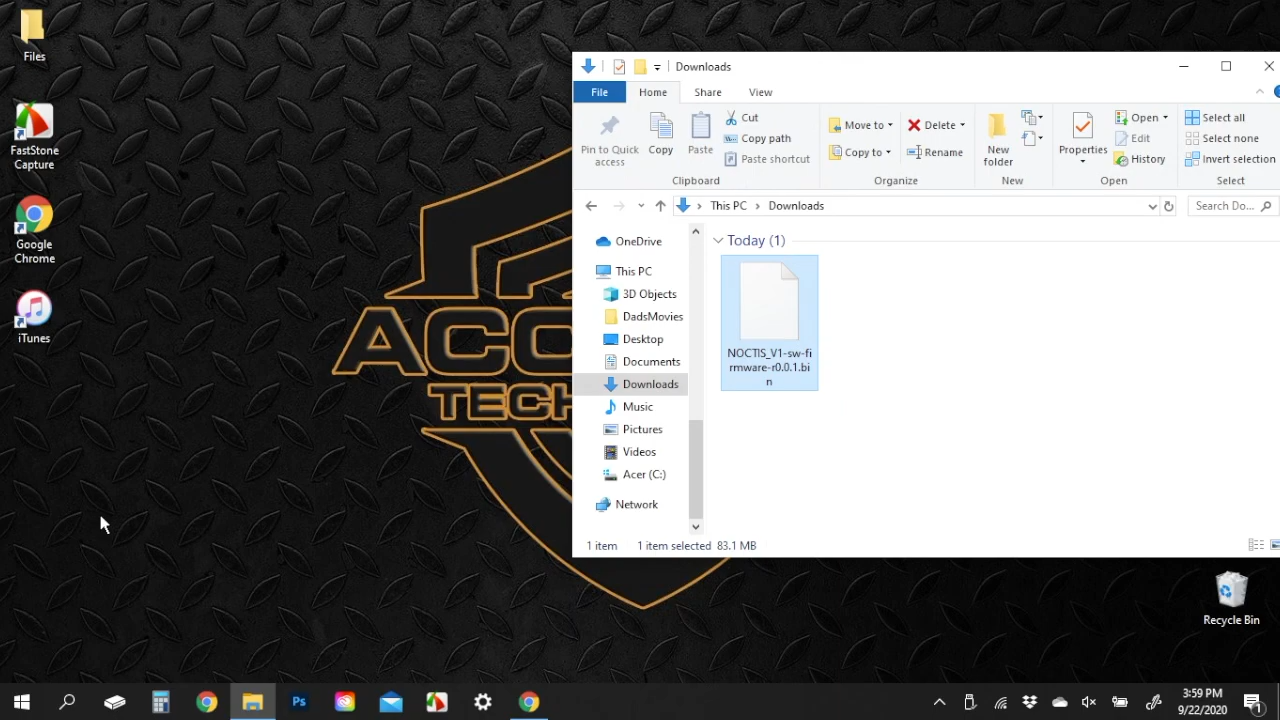 Files
FastStone
Capture
Google
Chrome
iTunes
ACC
TECH
Downloads
File
Home
Share
View
Pin to Quick
access
Copy
Paste
Cut
Copy path
Paste shortcut
Clipboard
Move to
Copy to
Delete
Rename
Organize
New
folder
New
Properties
Open
Edit
History
Open
Select all
Select none
Invert selection
Select
This PC
Downloads
Search Do...
OneDrive
This PC
3D Objects
DadsMovies
Desktop
Documents
Downloads
Music
Pictures
Videos
Acer (C:)
Network
Today (1)
NOCTIS_V1-sw-fi
rmware-r0.0.1.bi
n
1 item
1 item selected 83.1 MB
Recycle Bin
Ps
3:59 PM
9/22/2020
1